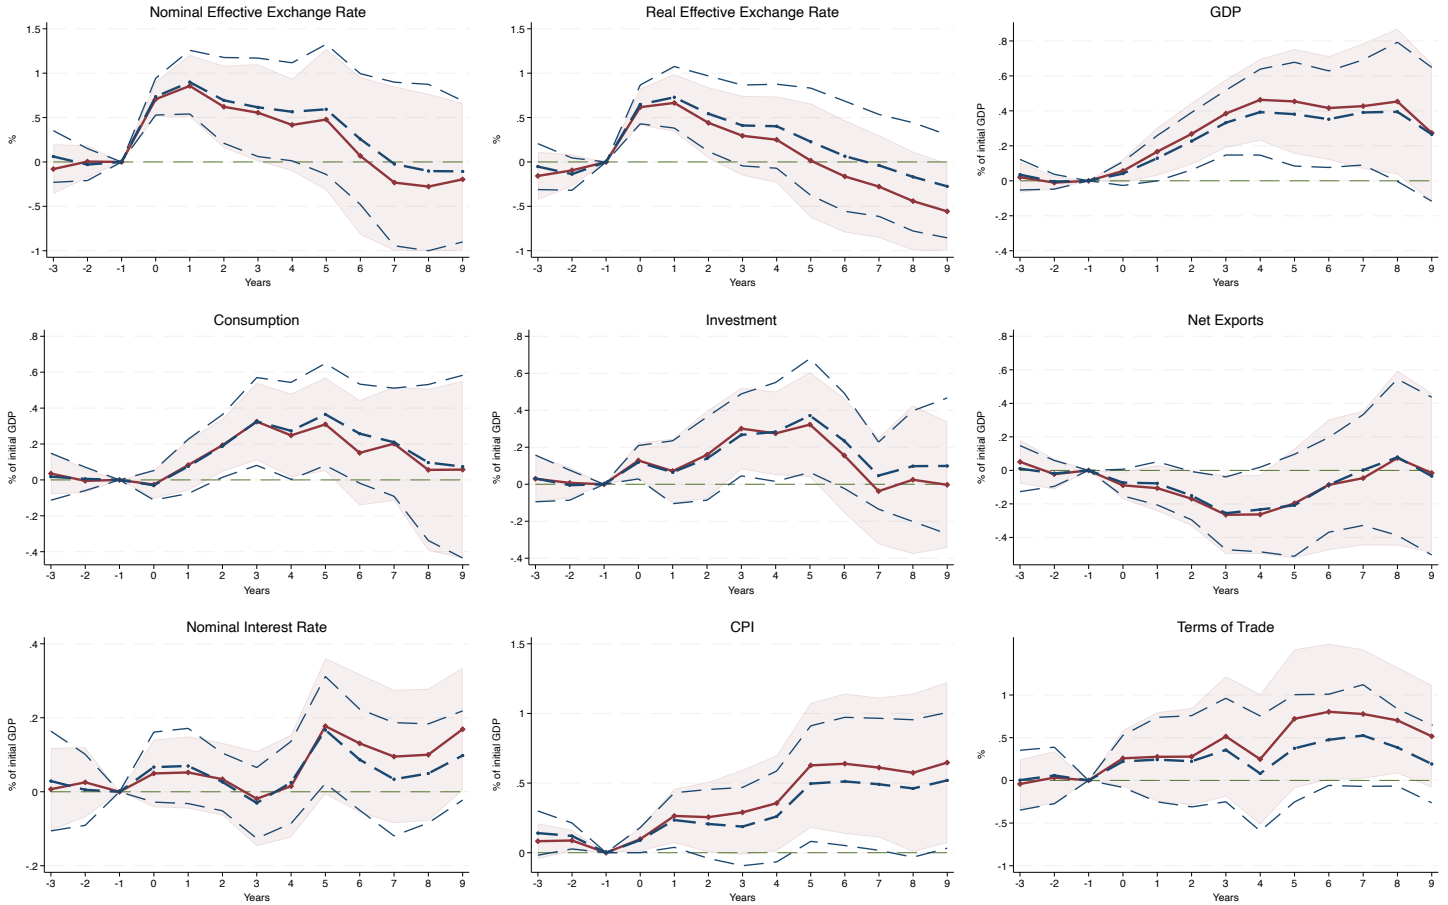 Nominal Effective Exchange Rate
%
1.5
1
.5
0
-.5
-1
-3 -2 -1 0 1 2 3 4 5 6 7 8 9
Years
Real Effective Exchange Rate
%
1.5
1
.5
0
-.5
-1
-3 -2 -1 0 1 2 3 4 5 6 7 8 9
Years
GDP
% of initial GDP
.8
.6
.4
.2
0
-.2
-.4
-3 -2 -1 0 1 2 3 4 5 6 7 8 9
Years
Consumption
% of initial GDP
.8
.6
.4
.2
0
-.2
-.4
-3 -2 -1 0 1 2 3 4 5 6 7 8 9
Years
Investment
% of initial GDP
.8
.6
.4
.2
0
-.2
-.4
-3 -2 -1 0 1 2 3 4 5 6 7 8 9
Years
Net Exports
% of initial GDP
.8
.6
.4
.2
0
-.2
-.4
-3 -2 -1 0 1 2 3 4 5 6 7 8 9
Years
Nominal Interest Rate
% of initial GDP
.4
.2
0
-.2
-3 -2 -1 0 1 2 3 4 5 6 7 8 9
Years
CPI
% of initial GDP
1.5
1
.5
0
-3 -2 -1 0 1 2 3 4 5 6 7 8 9
Years
Terms of Trade
%
1
.5
0
-.5
-1
-3 -2 -1 0 1 2 3 4 5 6 7 8 9
Years